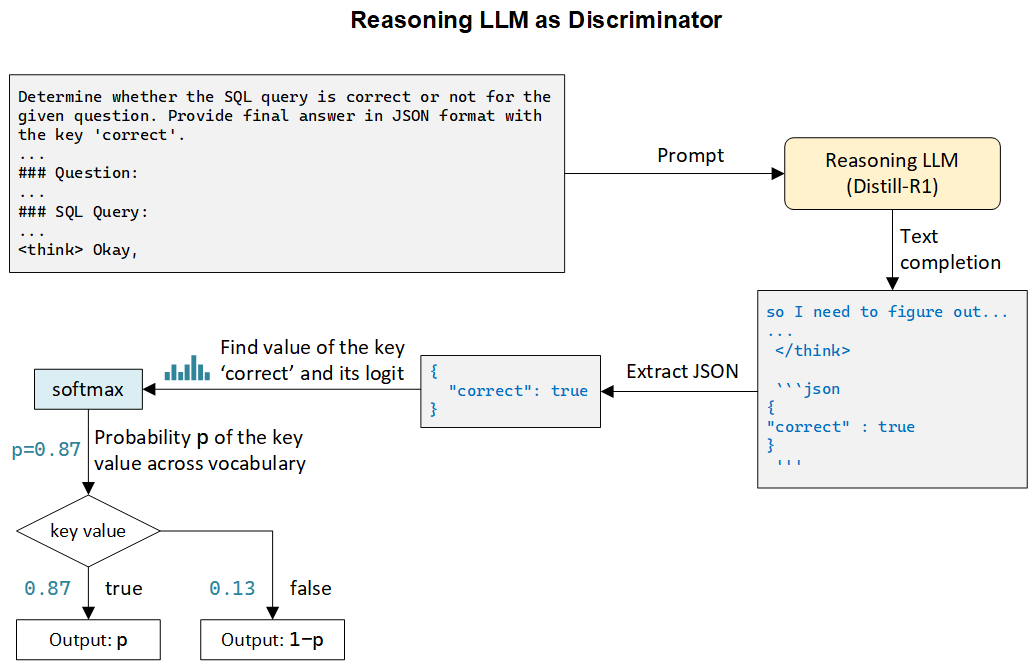 Reasoning LLM as Discriminator
Determine whether the SQL query is correct or not for the
given question. Provide final answer in JSON format with
the key 'correct'.
...
### Question:
...
### SQL Query:
...
<think> Okay,
Prompt
Reasoning LLM
(Distill-R1)
Text
completion
so I need to figure out...
...
</think>
```json
{
"correct" : true
}
'''
Extract JSON
{
"correct": true
}
Find value of the key
‘correct’ and its logit
softmax
p=0.87
Probability p of the key
value across vocabulary
key value
0.87 true
0.13 false
Output: p
Output: 1−p